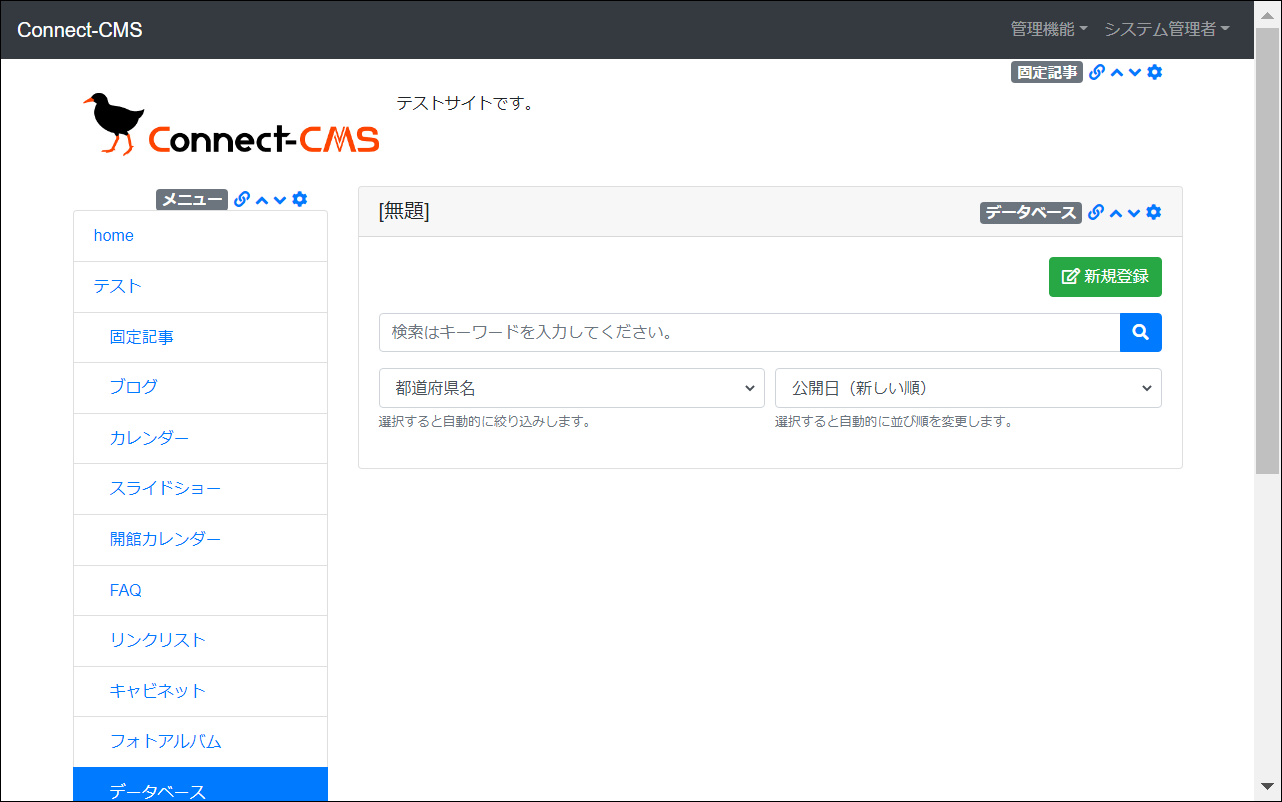 Connect-CMS
管理機能 システム管理者
固定記事
Connect-CMS
テストサイトです。
メニュー
home
テスト
固定記事
ブログ
カレンダー
スライドショー
開館カレンダー
FAQ
リンクリスト
キャビネット
フォトアルバム
データベース
[無題]
データベース
新規登録
検索はキーワードを入力してください。
都道府県名
公開日（新しい順）
選択すると自動的に絞り込みします。
選択すると自動的に並び順を変更します。